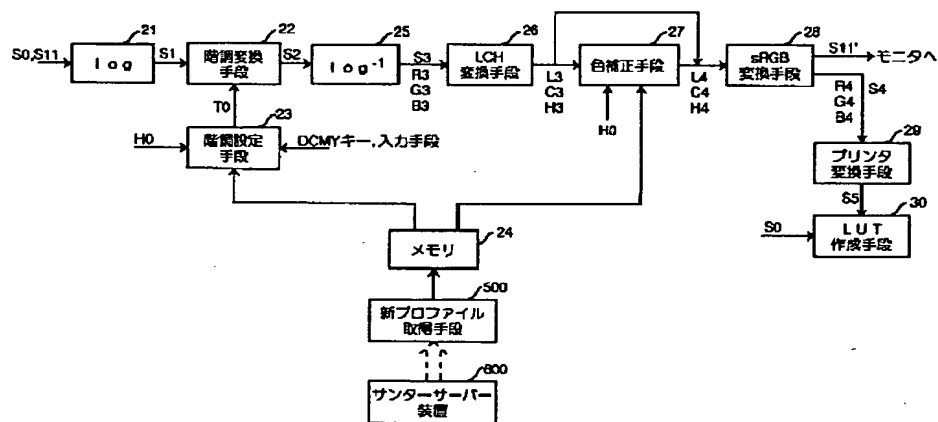 S0,S11
21
log
S1
22
階調変換
手段
S2
25
log⁻¹
S3
R3
G3
B3
26
LCH
変換手段
L3
C3
H3
27
色補正手段
L4
C4
H4
28
sRGB
変換手段
S11'
モニタへ
R4
G4
B4
S4
T0
H0
23
階調設定
手段
DCMYキー,入力手段
H0
29
プリンタ
変換手段
S5
S0
30
LUT
作成手段
24
メモリ
500
新プロファイル
取得手段
600
サンターサーバー
装置